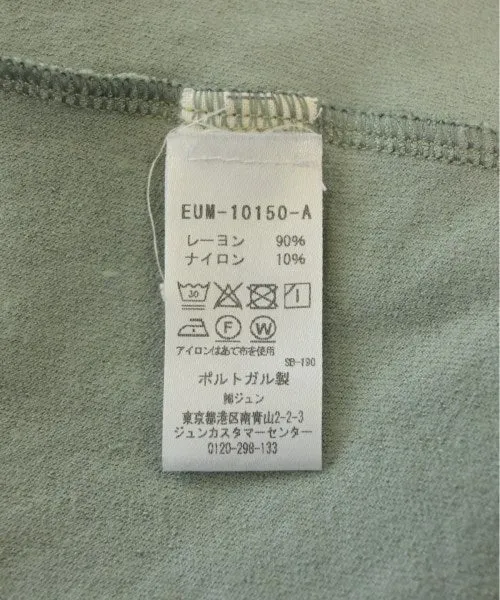 EUM-10150-A
レーヨン 90%
ナイロン 10%
30
F W
アイロンはあて布を使用
SB-190
ポルトガル製
㈱ジュン
東京都港区南青山2-2-3
ジュンカスタマーセンター
0120-298-133